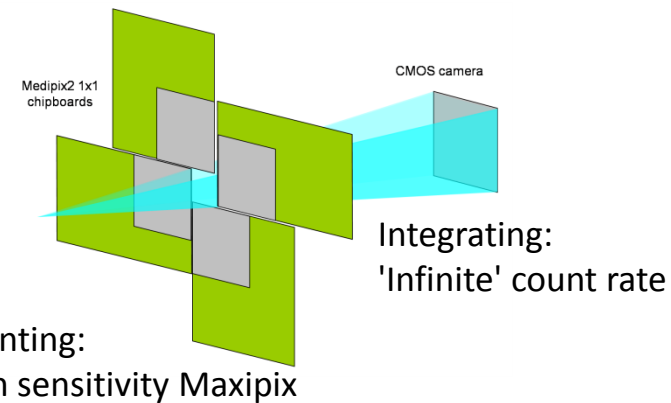 Medipix2 1x1
chipboards
CMOS camera
Integrating:
'Infinite' count rate
nting:
sensitivity Maxipix